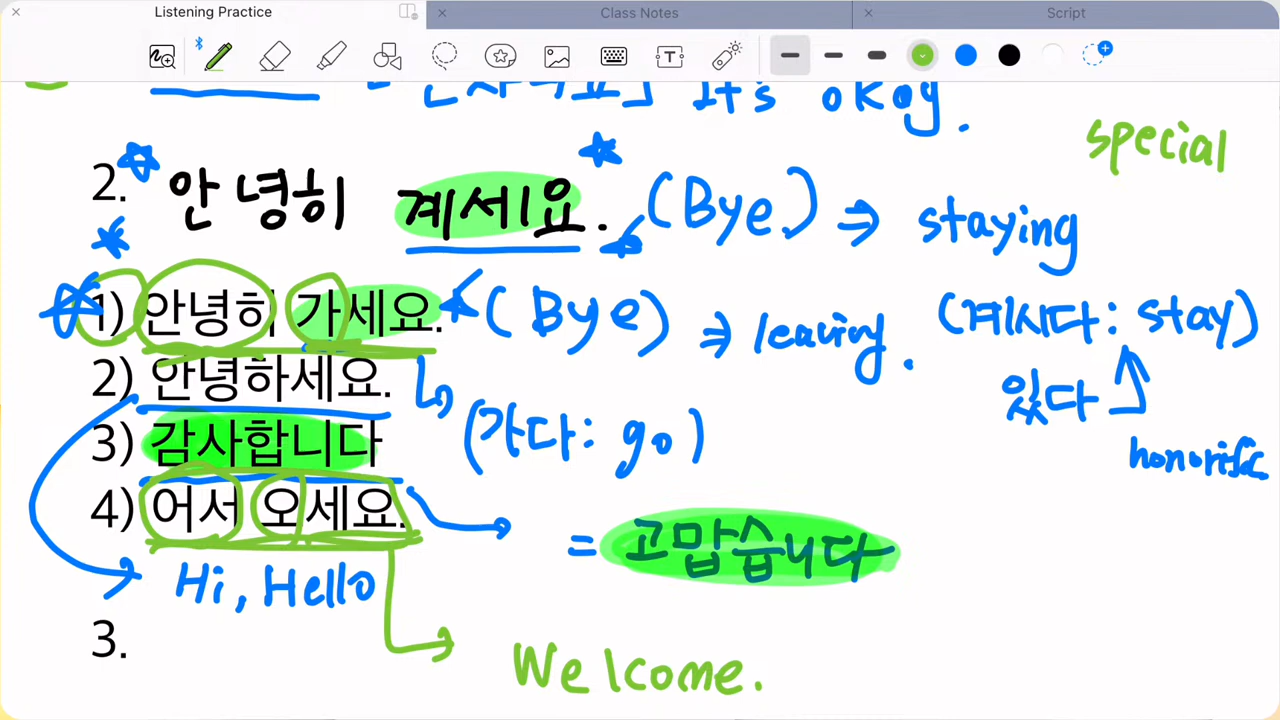 Listening Practice
Class Notes
Script
It's okay.
special
2. 안녕히 계세요. (Bye.) ⇒ staying
1) 안녕히 가세요. (Bye) ⇒ leaving.
(계시다: stay)
2) 안녕하세요.
있다
(가다: go)
honorific
3) 감사합니다
4) 어서 오세요.
= 고맙습니다
Hi, Hello
3.
Welcome.